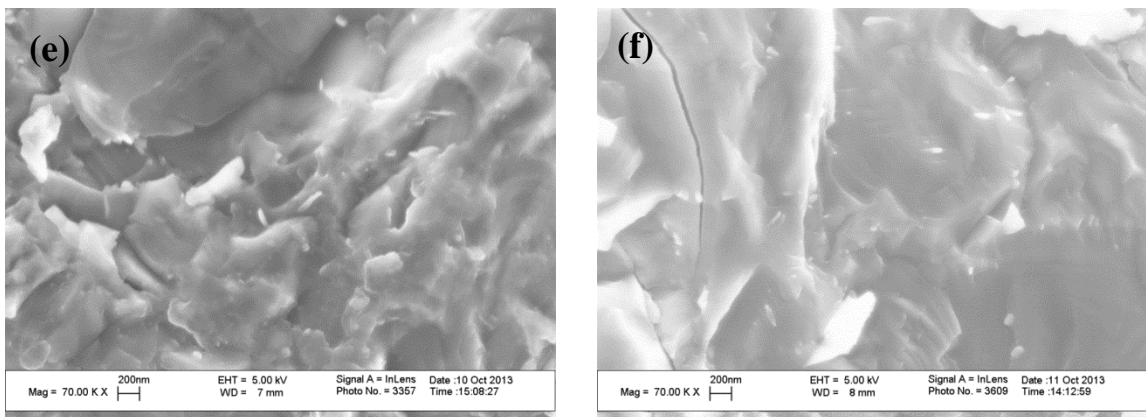 (e)
Mag = 70.00 K X 200nm EHT = 5.00 kV Signal A = InLens Date :10 Oct 2013
WD = 7 mm Photo No. = 3357 Time :15:08:27
(f)
Mag = 70.00 K X 200nm EHT = 5.00 kV Signal A = InLens Date :11 Oct 2013
WD = 8 mm Photo No. = 3609 Time :14:12:59